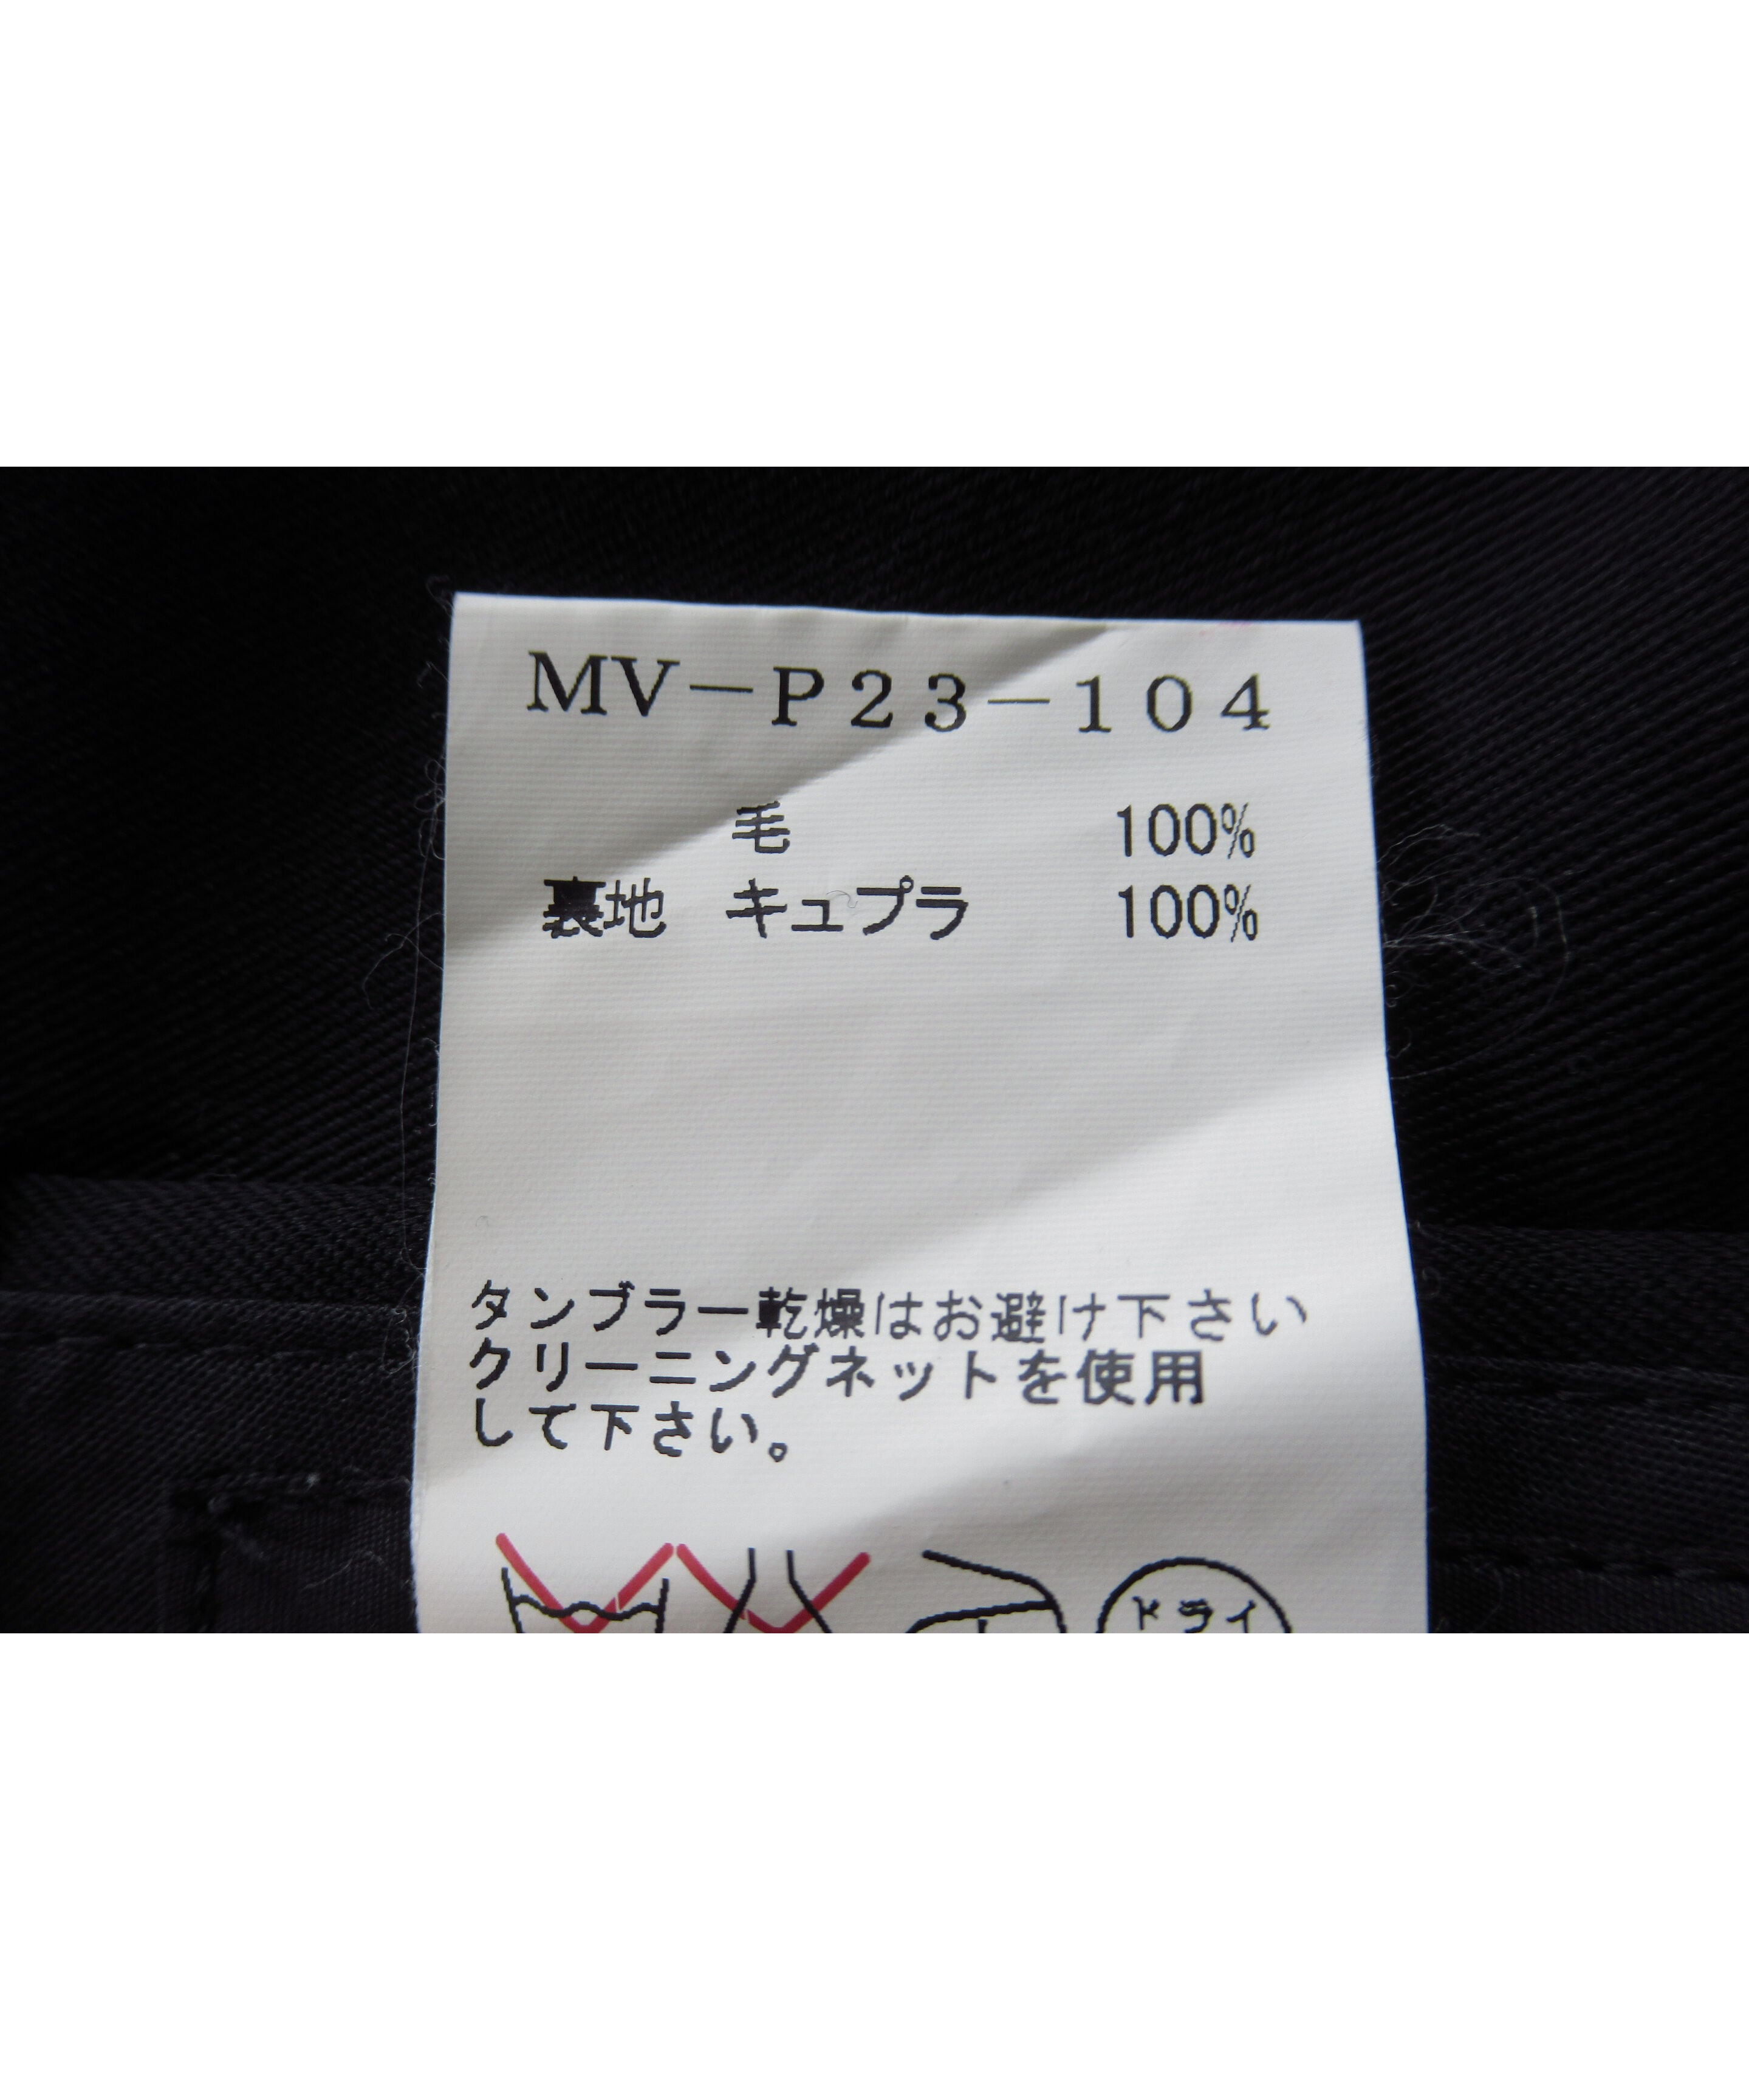 MV－P23－104
毛 100%
裏地 キュプラ 100%
タンブラー乾燥はお避け下さい
クリーニングネットを使用
して下さい。
ドライ